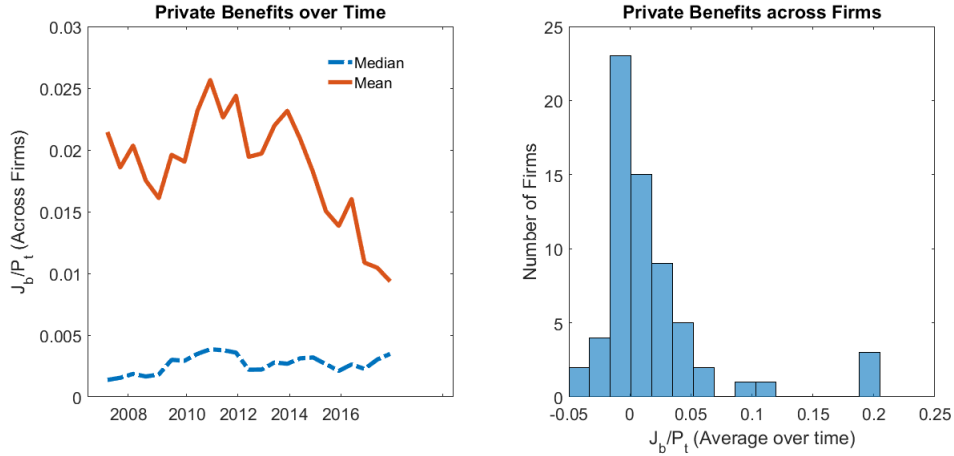 Private Benefits over Time
0.03
0.025
0.02
0.015
0.01
0.005
0
J_b/P_t (Across Firms)
Median
Mean
2008 2010 2012 2014 2016
Private Benefits across Firms
25
20
15
10
5
0
Number of Firms
-0.05 0 0.05 0.1 0.15 0.2 0.25
J_b/P_t (Average over time)